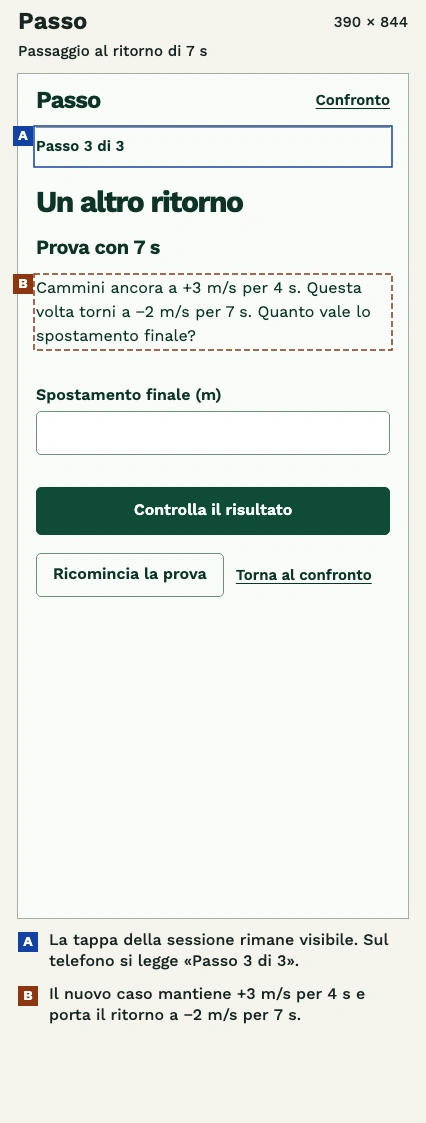 Passo
390 × 844
Passaggio al ritorno di 7 s
Passo
Confronto
A
Passo 3 di 3
Un altro ritorno
Prova con 7 s
B
Cammini ancora a +3 m/s per 4 s. Questa
volta torni a −2 m/s per 7 s. Quanto vale lo
spostamento finale?
Spostamento finale (m)
Controlla il risultato
Ricomincia la prova
Torna al confronto
A
La tappa della sessione rimane visibile. Sul
telefono si legge «Passo 3 di 3».
B
Il nuovo caso mantiene +3 m/s per 4 s e
porta il ritorno a −2 m/s per 7 s.